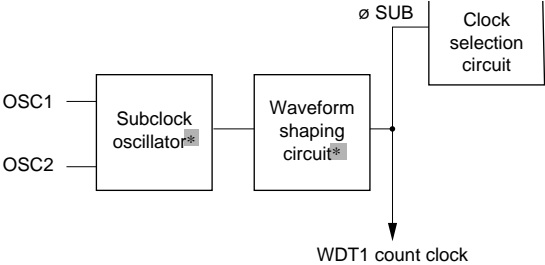 ø SUB
Clock
selection
circuit
OSC1
OSC2
Subclock
oscillator*
Waveform
shaping
circuit*
WDT1 count clock